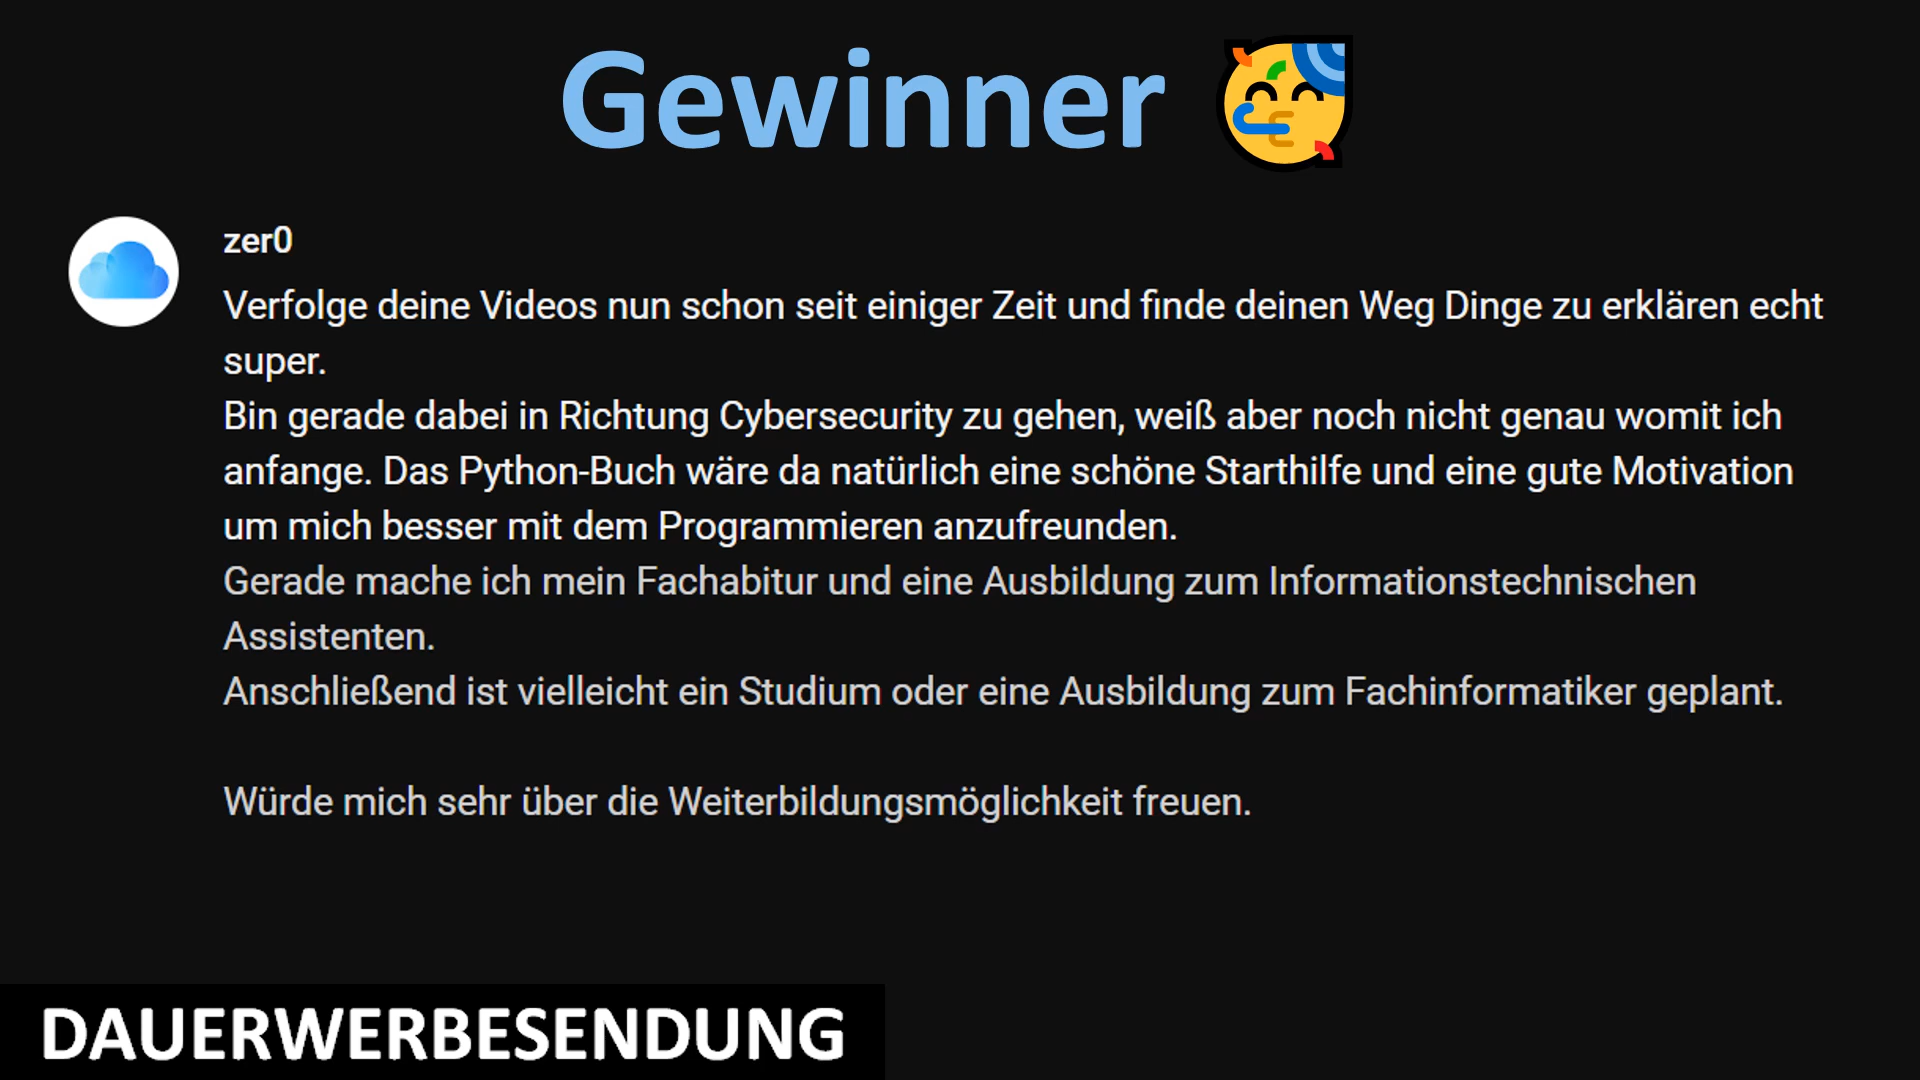 Gewinner
zer0
Verfolge deine Videos nun schon seit einiger Zeit und finde deinen Weg Dinge zu erklären echt
super.
Bin gerade dabei in Richtung Cybersecurity zu gehen, weiß aber noch nicht genau womit ich
anfange. Das Python-Buch wäre da natürlich eine schöne Starthilfe und eine gute Motivation
um mich besser mit dem Programmieren anzufreunden.
Gerade mache ich mein Fachabitur und eine Ausbildung zum Informationstechnischen
Assistenten.
Anschließend ist vielleicht ein Studium oder eine Ausbildung zum Fachinformatiker geplant.
Würde mich sehr über die Weiterbildungsmöglichkeit freuen.
DAUERWERBESENDUNG